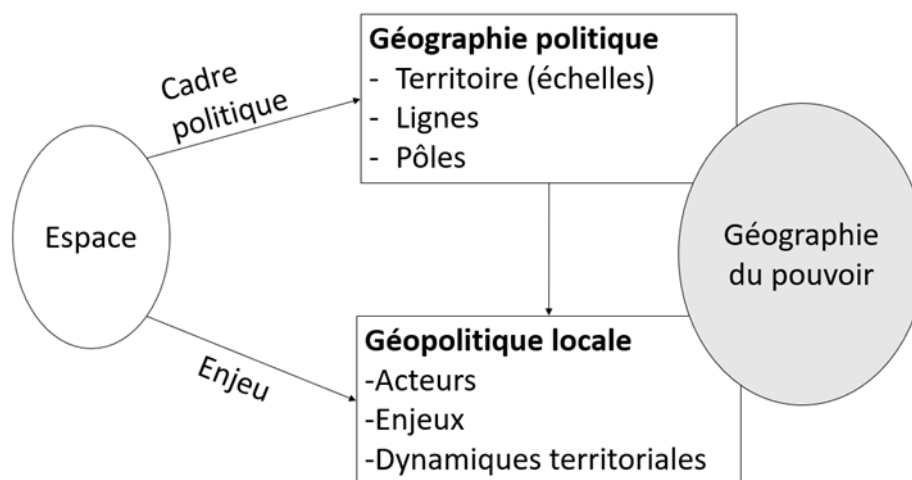 Géographie politique
- Territoire (échelles)
- Lignes
- Pôles
Cadre
politique
Espace
Géographie
du pouvoir
Enjeu
Géopolitique locale
-Acteurs
-Enjeux
-Dynamiques territoriales